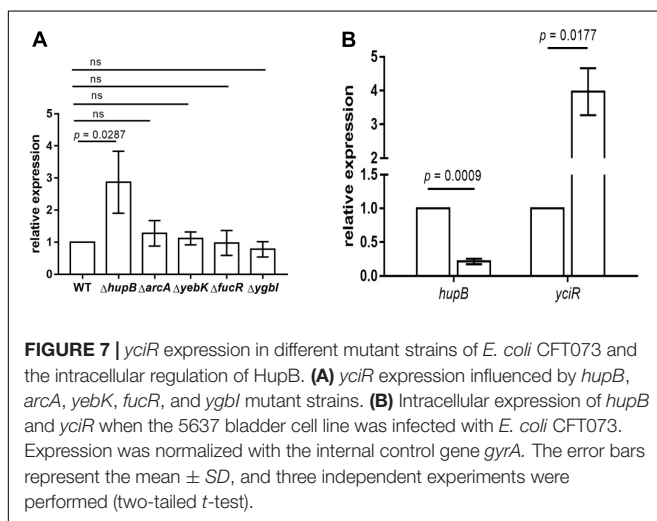 A
B
ns
ns
ns
ns
p = 0.0287
relative expression
5
4
3
2
1
0
WT ΔhupB ΔarcA ΔyebK ΔfucR ΔygbI
p = 0.0177
p = 0.0009
relative expression
5
4
3
2
1.0
0.5
0.0
hupB yciR
FIGURE 7 | yciR expression in different mutant strains of E. coli CFT073 and
the intracellular regulation of HupB. (A) yciR expression influenced by hupB,
arcA, yebK, fucR, and ygbI mutant strains. (B) Intracellular expression of hupB
and yciR when the 5637 bladder cell line was infected with E. coli CFT073.
Expression was normalized with the internal control gene gyrA. The error bars
represent the mean ± SD, and three independent experiments were
performed (two-tailed t-test).